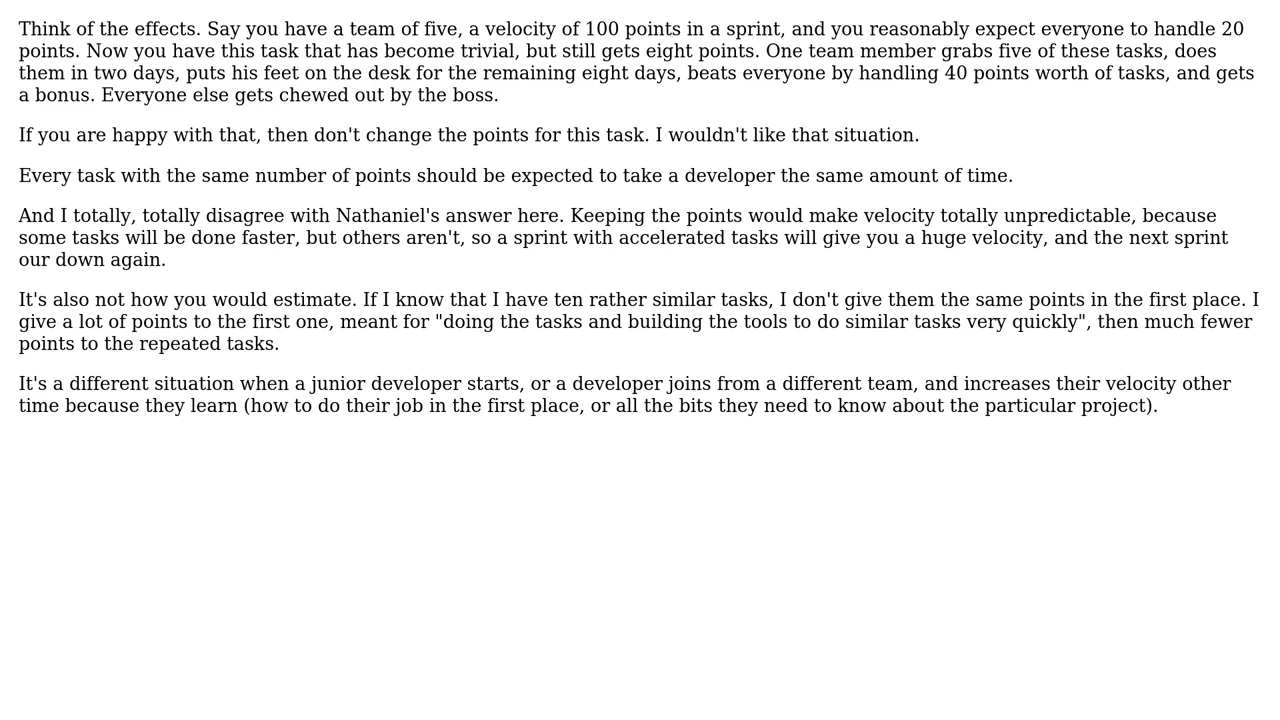 Think of the effects. Say you have a team of five, a velocity of 100 points in a sprint, and you reasonably expect everyone to handle 20
points. Now you have this task that has become trivial, but still gets eight points. One team member grabs five of these tasks, does
them in two days, puts his feet on the desk for the remaining eight days, beats everyone by handling 40 points worth of tasks, and gets
a bonus. Everyone else gets chewed out by the boss.
If you are happy with that, then don't change the points for this task. I wouldn't like that situation.
Every task with the same number of points should be expected to take a developer the same amount of time.
And I totally, totally disagree with Nathaniel's answer here. Keeping the points would make velocity totally unpredictable, because
some tasks will be done faster, but others aren't, so a sprint with accelerated tasks will give you a huge velocity, and the next sprint
our down again.
It's also not how you would estimate. If I know that I have ten rather similar tasks, I don't give them the same points in the first place. I
give a lot of points to the first one, meant for "doing the tasks and building the tools to do similar tasks very quickly", then much fewer
points to the repeated tasks.
It's a different situation when a junior developer starts, or a developer joins from a different team, and increases their velocity other
time because they learn (how to do their job in the first place, or all the bits they need to know about the particular project).